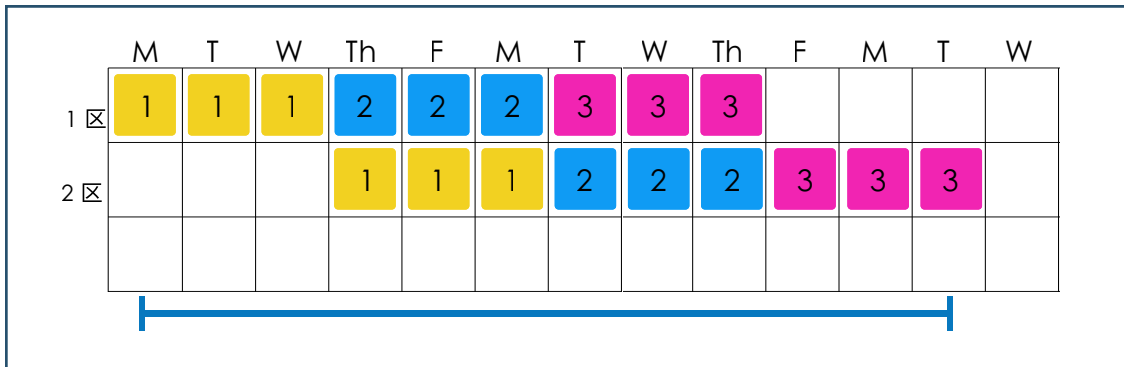 M T W Th F M T W Th F M T W
1 区 1 1 1 2 2 2 3 3 3
2 区 1 1 1 2 2 2 3 3 3